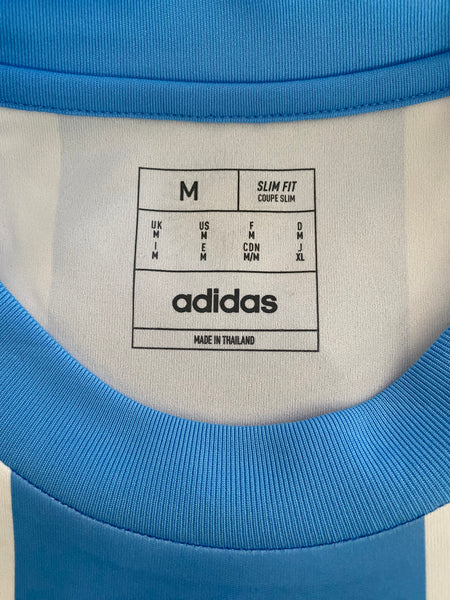 M
SLIM FIT
COUPE SLIM
UK US F D
M M M M
I E CDN J
M M M/M XL
adidas
MADE IN THAILAND